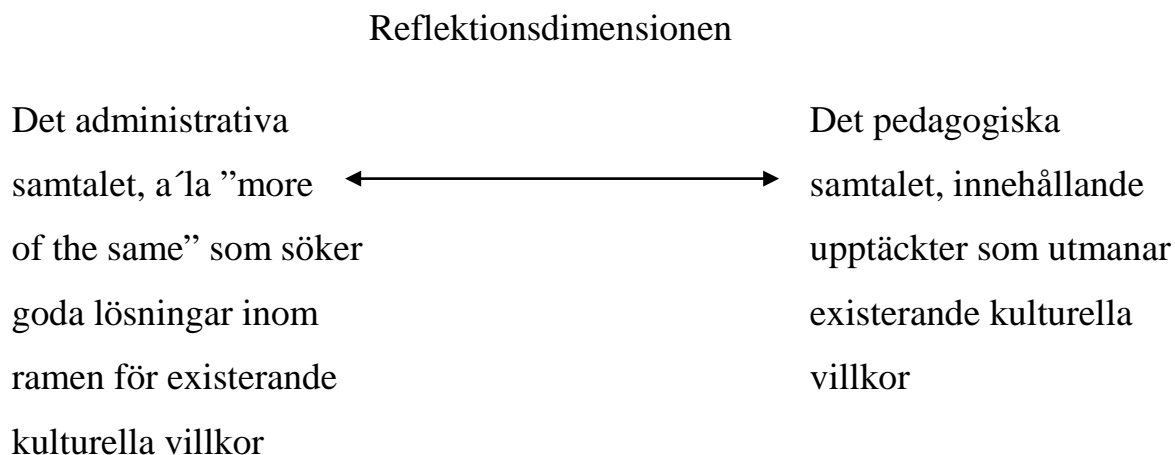 Reflektionsdimensionen
Det administrativa
samtalet, a´la ”more
of the same” som söker
goda lösningar inom
ramen för existerande
kulturella villkor
Det pedagogiska
samtalet, innehållande
upptäckter som utmanar
existerande kulturella
villkor